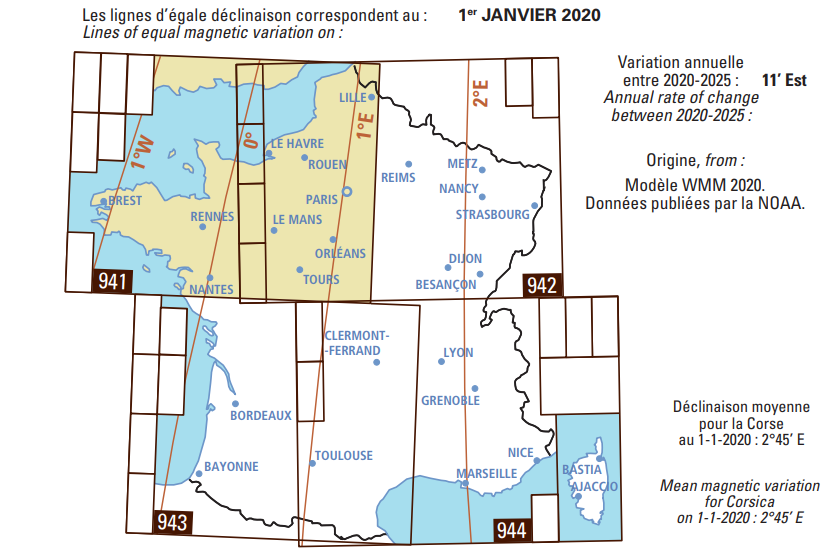 Les lignes d'égale déclinaison correspondent au : 1er JANVIER 2020
Lines of equal magnetic variation on :
Variation annuelle
entre 2020-2025 : 11' Est
Annual rate of change
between 2020-2025 :
Origine, from :
Modèle WMM 2020.
Données publiées par la NOAA.
1°W
0°
1°E
2°E
LILLE
LE HAVRE
ROUEN
REIMS
METZ
NANCY
STRASBOURG
PARIS
BREST
RENNES
LE MANS
ORLÉANS
TOURS
NANTES
DIJON
BESANÇON
941
942
CLERMONT-
-FERRAND
LYON
GRENOBLE
BORDEAUX
TOULOUSE
BAYONNE
NICE
MARSEILLE
BASTIA
AJACCIO
943
944
Déclinaison moyenne
pour la Corse
au 1-1-2020 : 2°45' E
Mean magnetic variation
for Corsica
on 1-1-2020 : 2°45' E